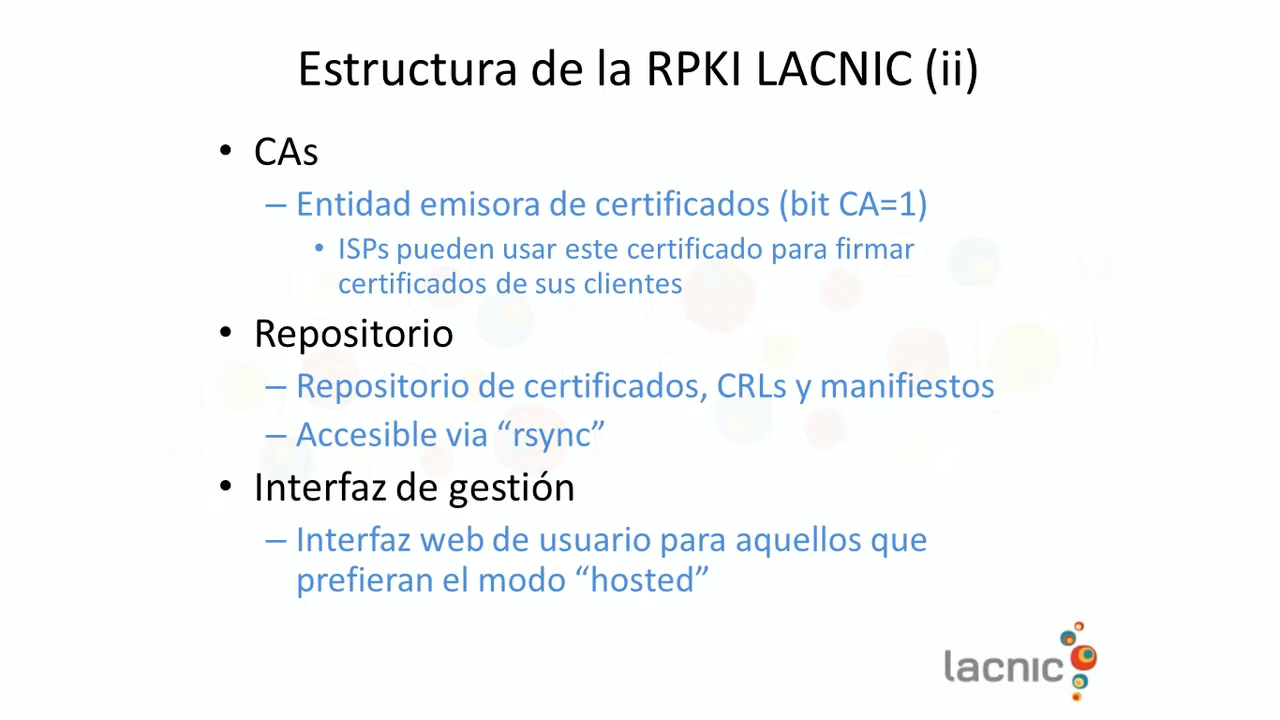 Estructura de la RPKI LACNIC (ii)
• CAs
– Entidad emisora de certificados (bit CA=1)
• ISPs pueden usar este certificado para firmar
certificados de sus clientes
• Repositorio
– Repositorio de certificados, CRLs y manifiestos
– Accesible via “rsync”
• Interfaz de gestión
– Interfaz web de usuario para aquellos que
prefieran el modo “hosted”
lacnic